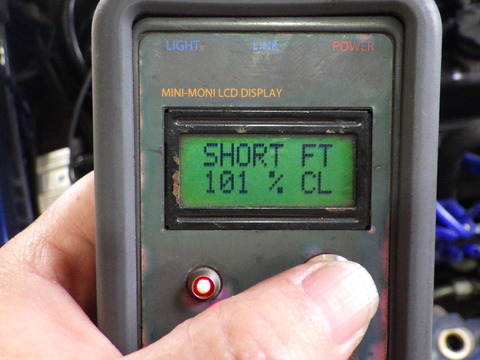 LIGHT LINK POWER
MINI-MONI LCD DISPLAY
SHORT FT
101 % CL